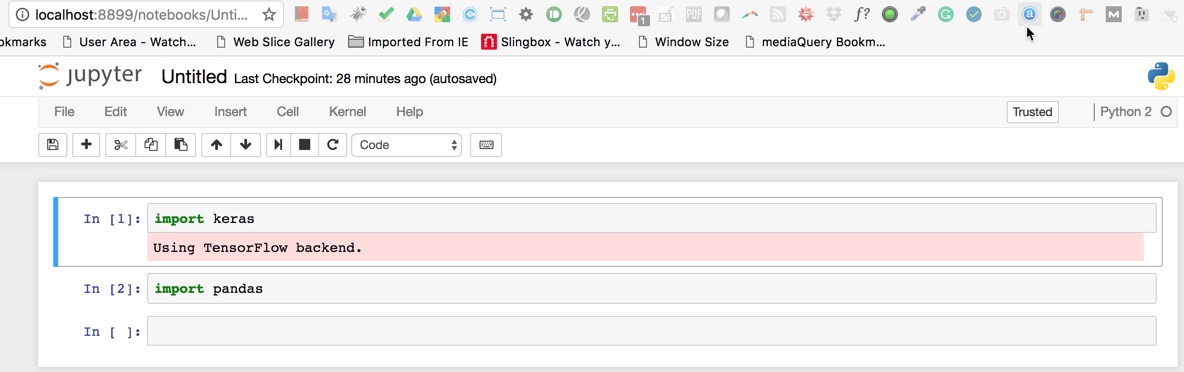 localhost:8899/notebooks/Unti...
f?
okmarks User Area - Watch... Web Slice Gallery Imported From IE Slingbox - Watch y... Window Size mediaQuery Bookm...
jupyter Untitled Last Checkpoint: 28 minutes ago (autosaved)
File Edit View Insert Cell Kernel Help Trusted Python 2
Code
In [1]: import keras
Using TensorFlow backend.
In [2]: import pandas
In [ ]: